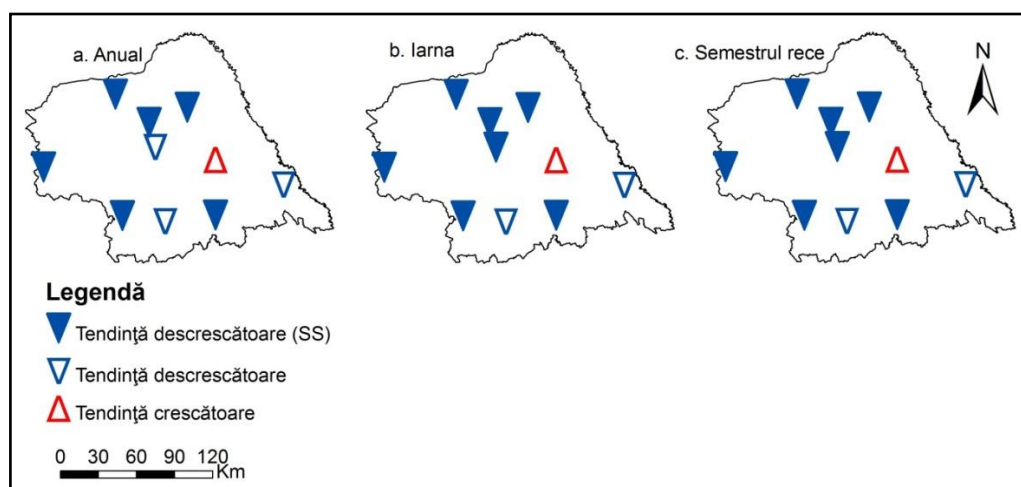 a. Anual
b. Iarna
c. Semestrul rece
N
Legendă
Tendinţă descrescătoare (SS)
Tendinţă descrescătoare
Tendinţă crescătoare
0 30 60 90 120
Km